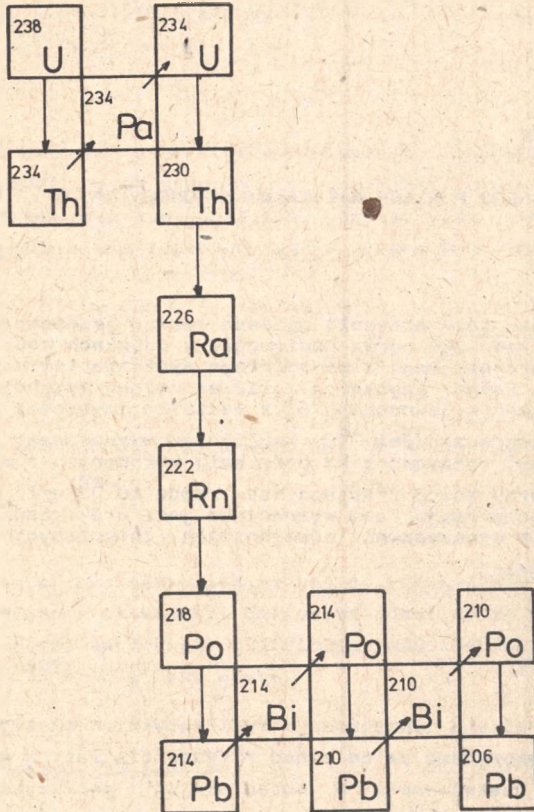 238 234
U U
234
Pa
234 230
Th Th
226
Ra
222
Rn
218 214 210
Po Po Po
214 210
Bi Bi
214 210 206
Pb Pb Pb